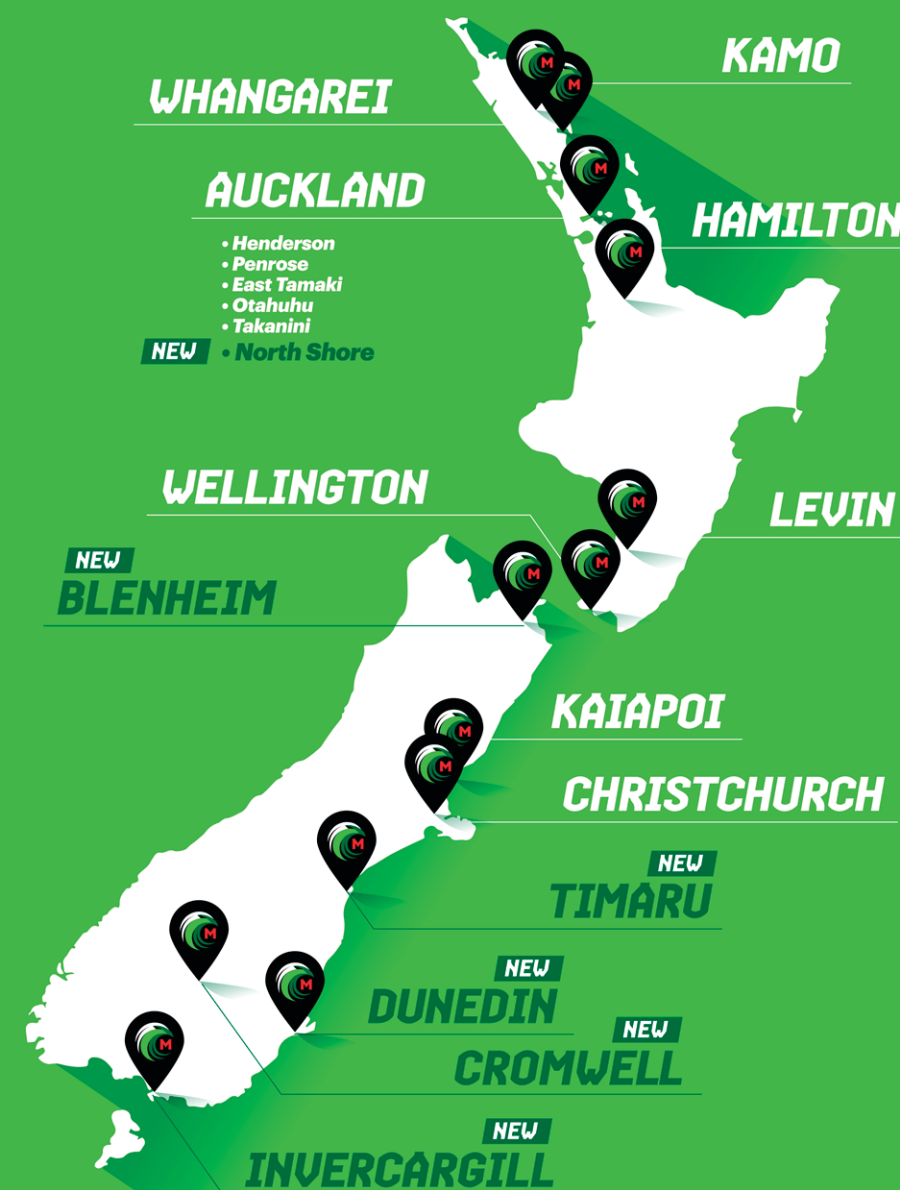 KAMO
WHANGAREI
AUCKLAND
• Henderson
• Penrose
• East Tamaki
• Otahuhu
• Takanini
NEW • North Shore
HAMILTON
WELLINGTON
LEVIN
NEW
BLENHEIM
KAIAPOI
CHRISTCHURCH
NEW
TIMARU
NEW
DUNEDIN
NEW
CROMWELL
NEW
INVERCARGILL
M
M
M
M
M
M
M
M
M
M
M
M
M